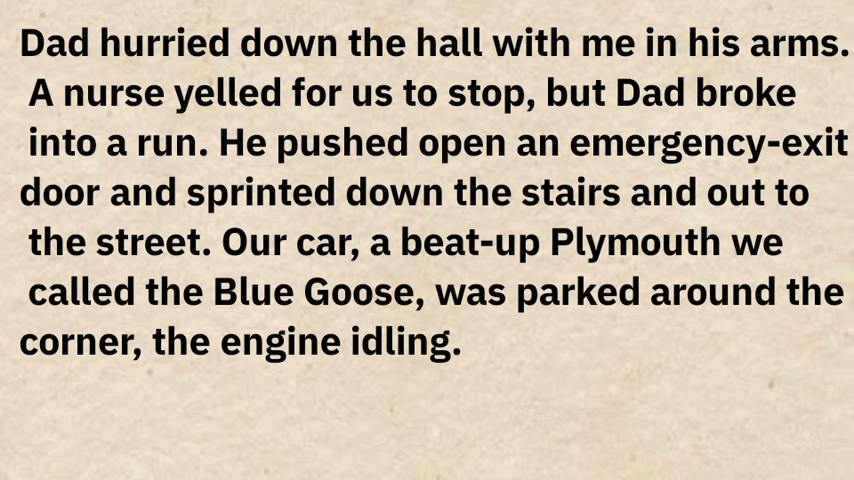 Dad hurried down the hall with me in his arms.
A nurse yelled for us to stop, but Dad broke
into a run. He pushed open an emergency-exit
door and sprinted down the stairs and out to
the street. Our car, a beat-up Plymouth we
called the Blue Goose, was parked around the
corner, the engine idling.